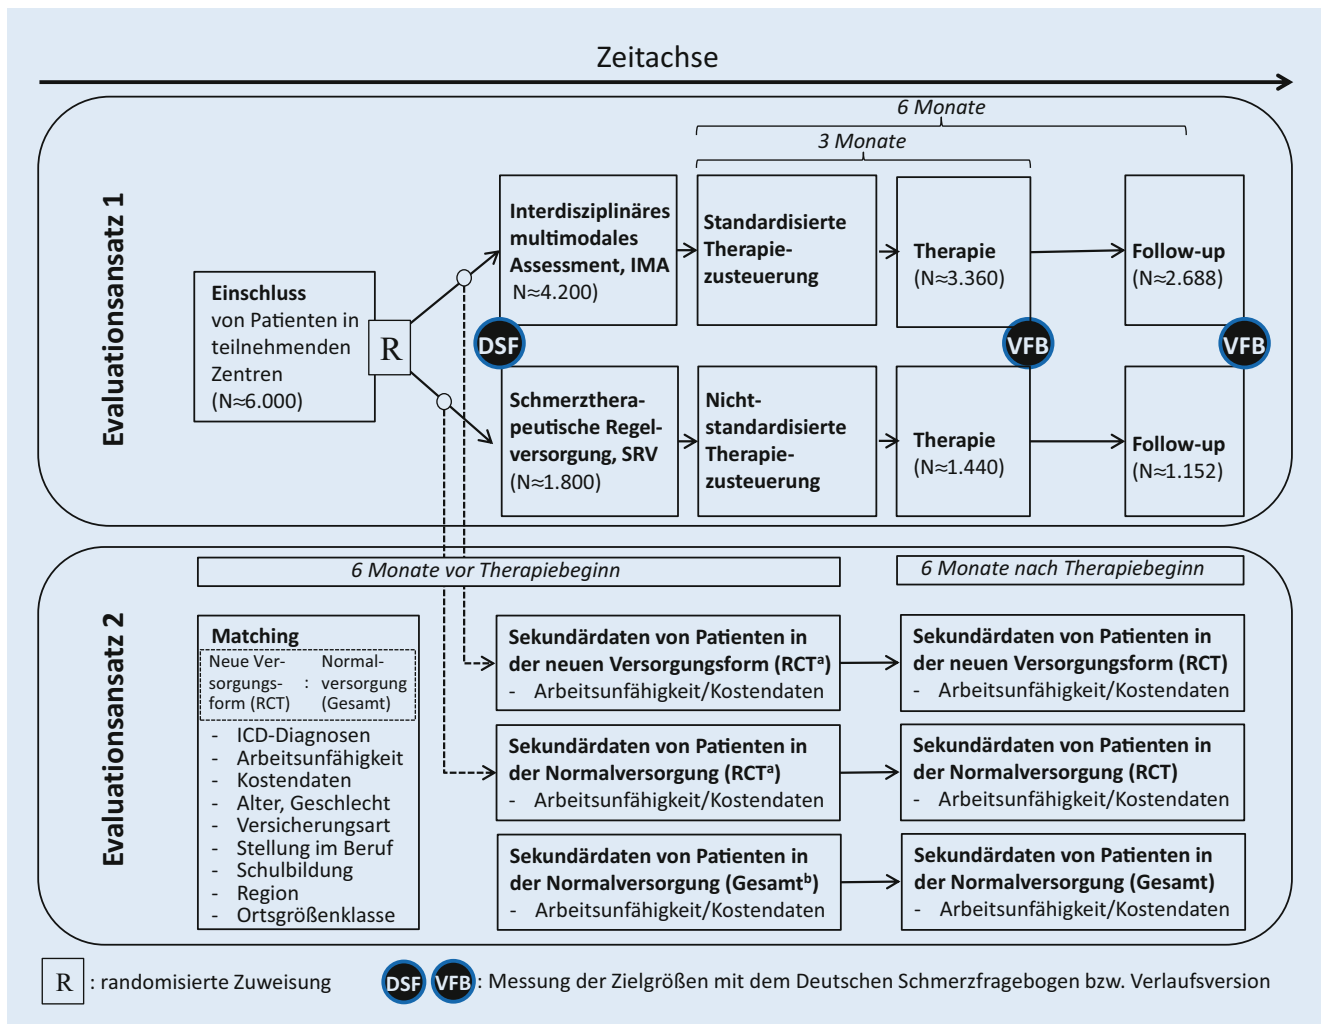 Zeitachse
Evaluationsansatz 1
6 Monate
3 Monate
Einschluss
von Patienten in
teilnehmenden
Zentren
(N≈6.000)
R
Interdisziplinäres
multimodales
Assessment, IMA
N≈4.200)
Standardisierte
Therapie-
zusteuerung
Therapie
(N≈3.360)
Follow-up
(N≈2.688)
DSF
VFB
VFB
Schmerzthera-
peutische Regel-
versorgung, SRV
(N≈1.800)
Nicht-
standardisierte
Therapie-
zusteuerung
Therapie
(N≈1.440)
Follow-up
(N≈1.152)
Evaluationsansatz 2
6 Monate vor Therapiebeginn
6 Monate nach Therapiebeginn
Matching
Neue Ver-
sorgungs-
form (RCT)
:
Normal-
versorgung
(Gesamt)
- ICD-Diagnosen
- Arbeitsunfähigkeit
- Kostendaten
- Alter, Geschlecht
- Versicherungsart
- Stellung im Beruf
- Schulbildung
- Region
- Ortsgrößenklasse
Sekundärdaten von Patienten in
der neuen Versorgungsform (RCTᵃ)
- Arbeitsunfähigkeit/Kostendaten
Sekundärdaten von Patienten in
der neuen Versorgungsform (RCT)
- Arbeitsunfähigkeit/Kostendaten
Sekundärdaten von Patienten in
der Normalversorgung (RCTᵃ)
- Arbeitsunfähigkeit/Kostendaten
Sekundärdaten von Patienten in
der Normalversorgung (RCT)
- Arbeitsunfähigkeit/Kostendaten
Sekundärdaten von Patienten in
der Normalversorgung (Gesamtᵇ)
- Arbeitsunfähigkeit/Kostendaten
Sekundärdaten von Patienten in
der Normalversorgung (Gesamt)
- Arbeitsunfähigkeit/Kostendaten
R : randomisierte Zuweisung
DSF VFB : Messung der Zielgrößen mit dem Deutschen Schmerzfragebogen bzw. Verlaufsversion